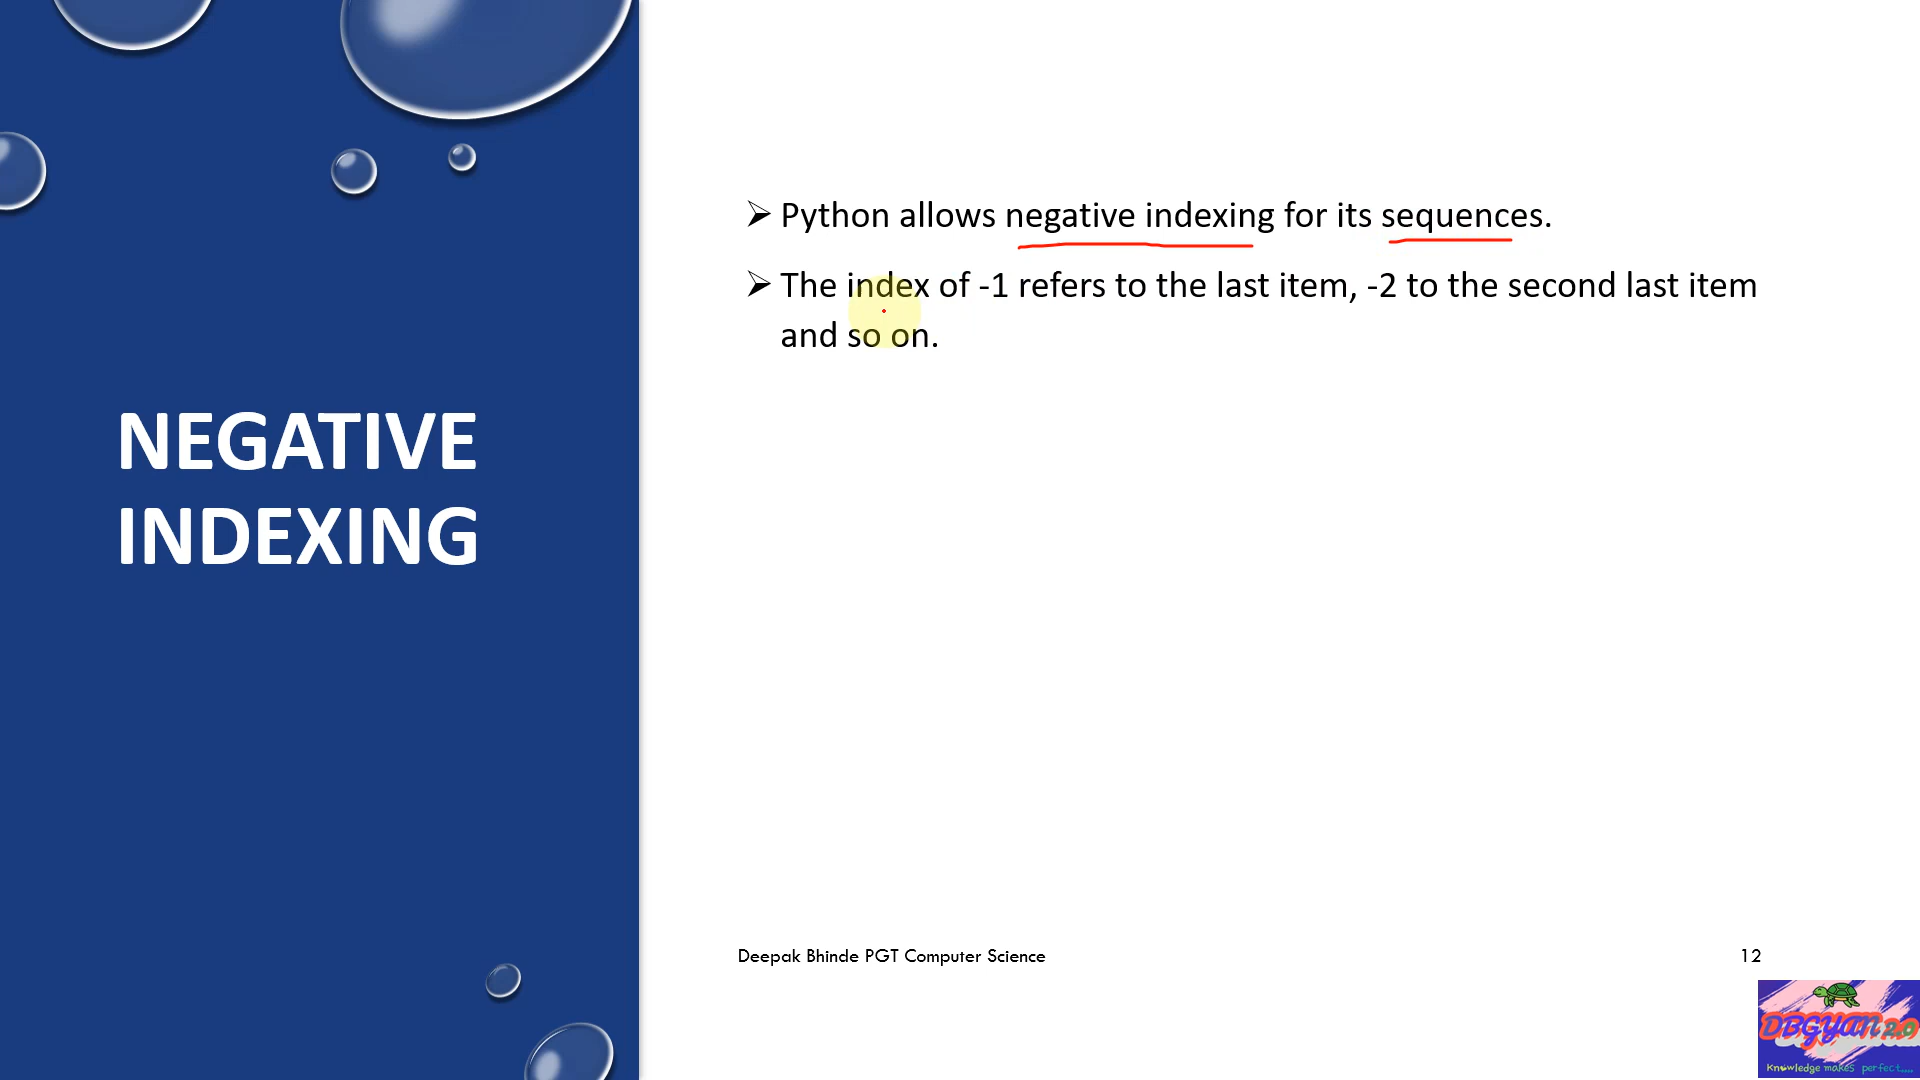 NEGATIVE
INDEXING
➢ Python allows negative indexing for its sequences.
➢ The index of -1 refers to the last item, -2 to the second last item
and so on.
Deepak Bhinde PGT Computer Science
12
DBGYAN 2.0
Knowledge makes perfect....